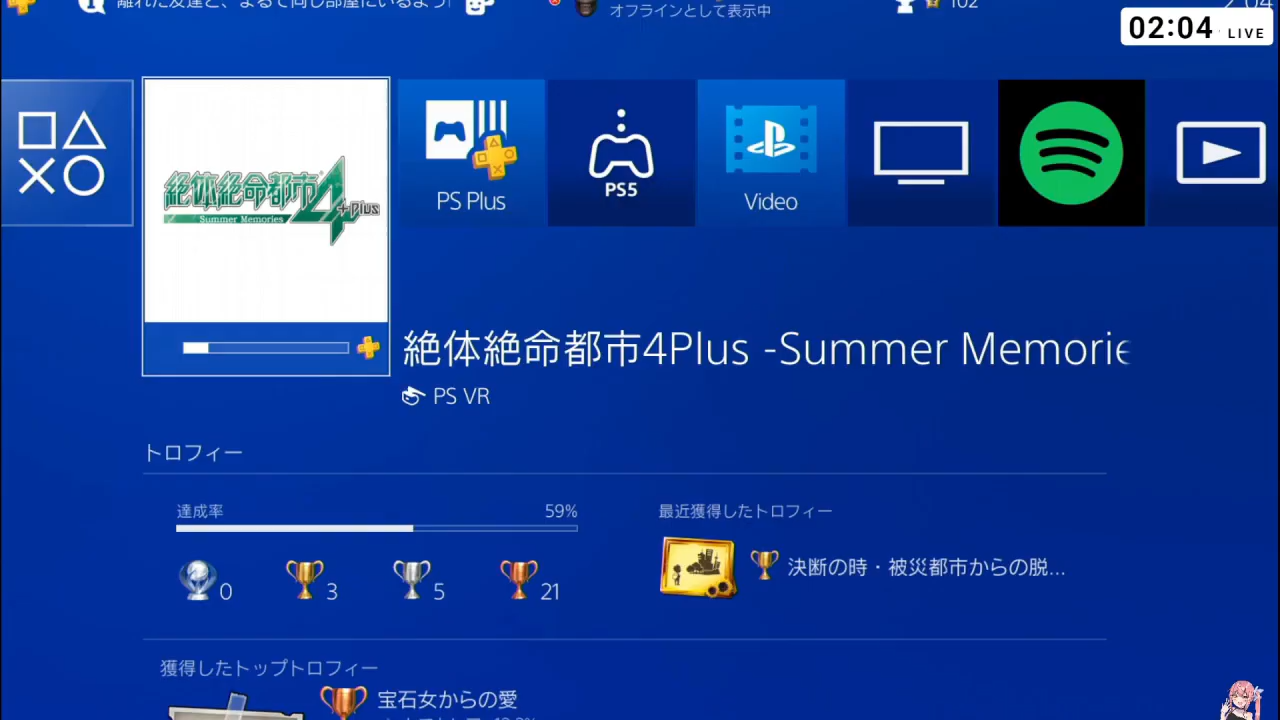 離れた友達と、まるで同じ部屋にいるよう
オフラインとして表示中
102
2:04
02:04 LIVE
絶体絶命都市4+Plus
Summer Memories
PS Plus
PS5
Video
絶体絶命都市4Plus -Summer Memorie
PS VR
トロフィー
達成率
59%
最近獲得したトロフィー
0
3
5
21
決断の時・被災都市からの脱...
獲得したトップトロフィー
宝石女からの愛